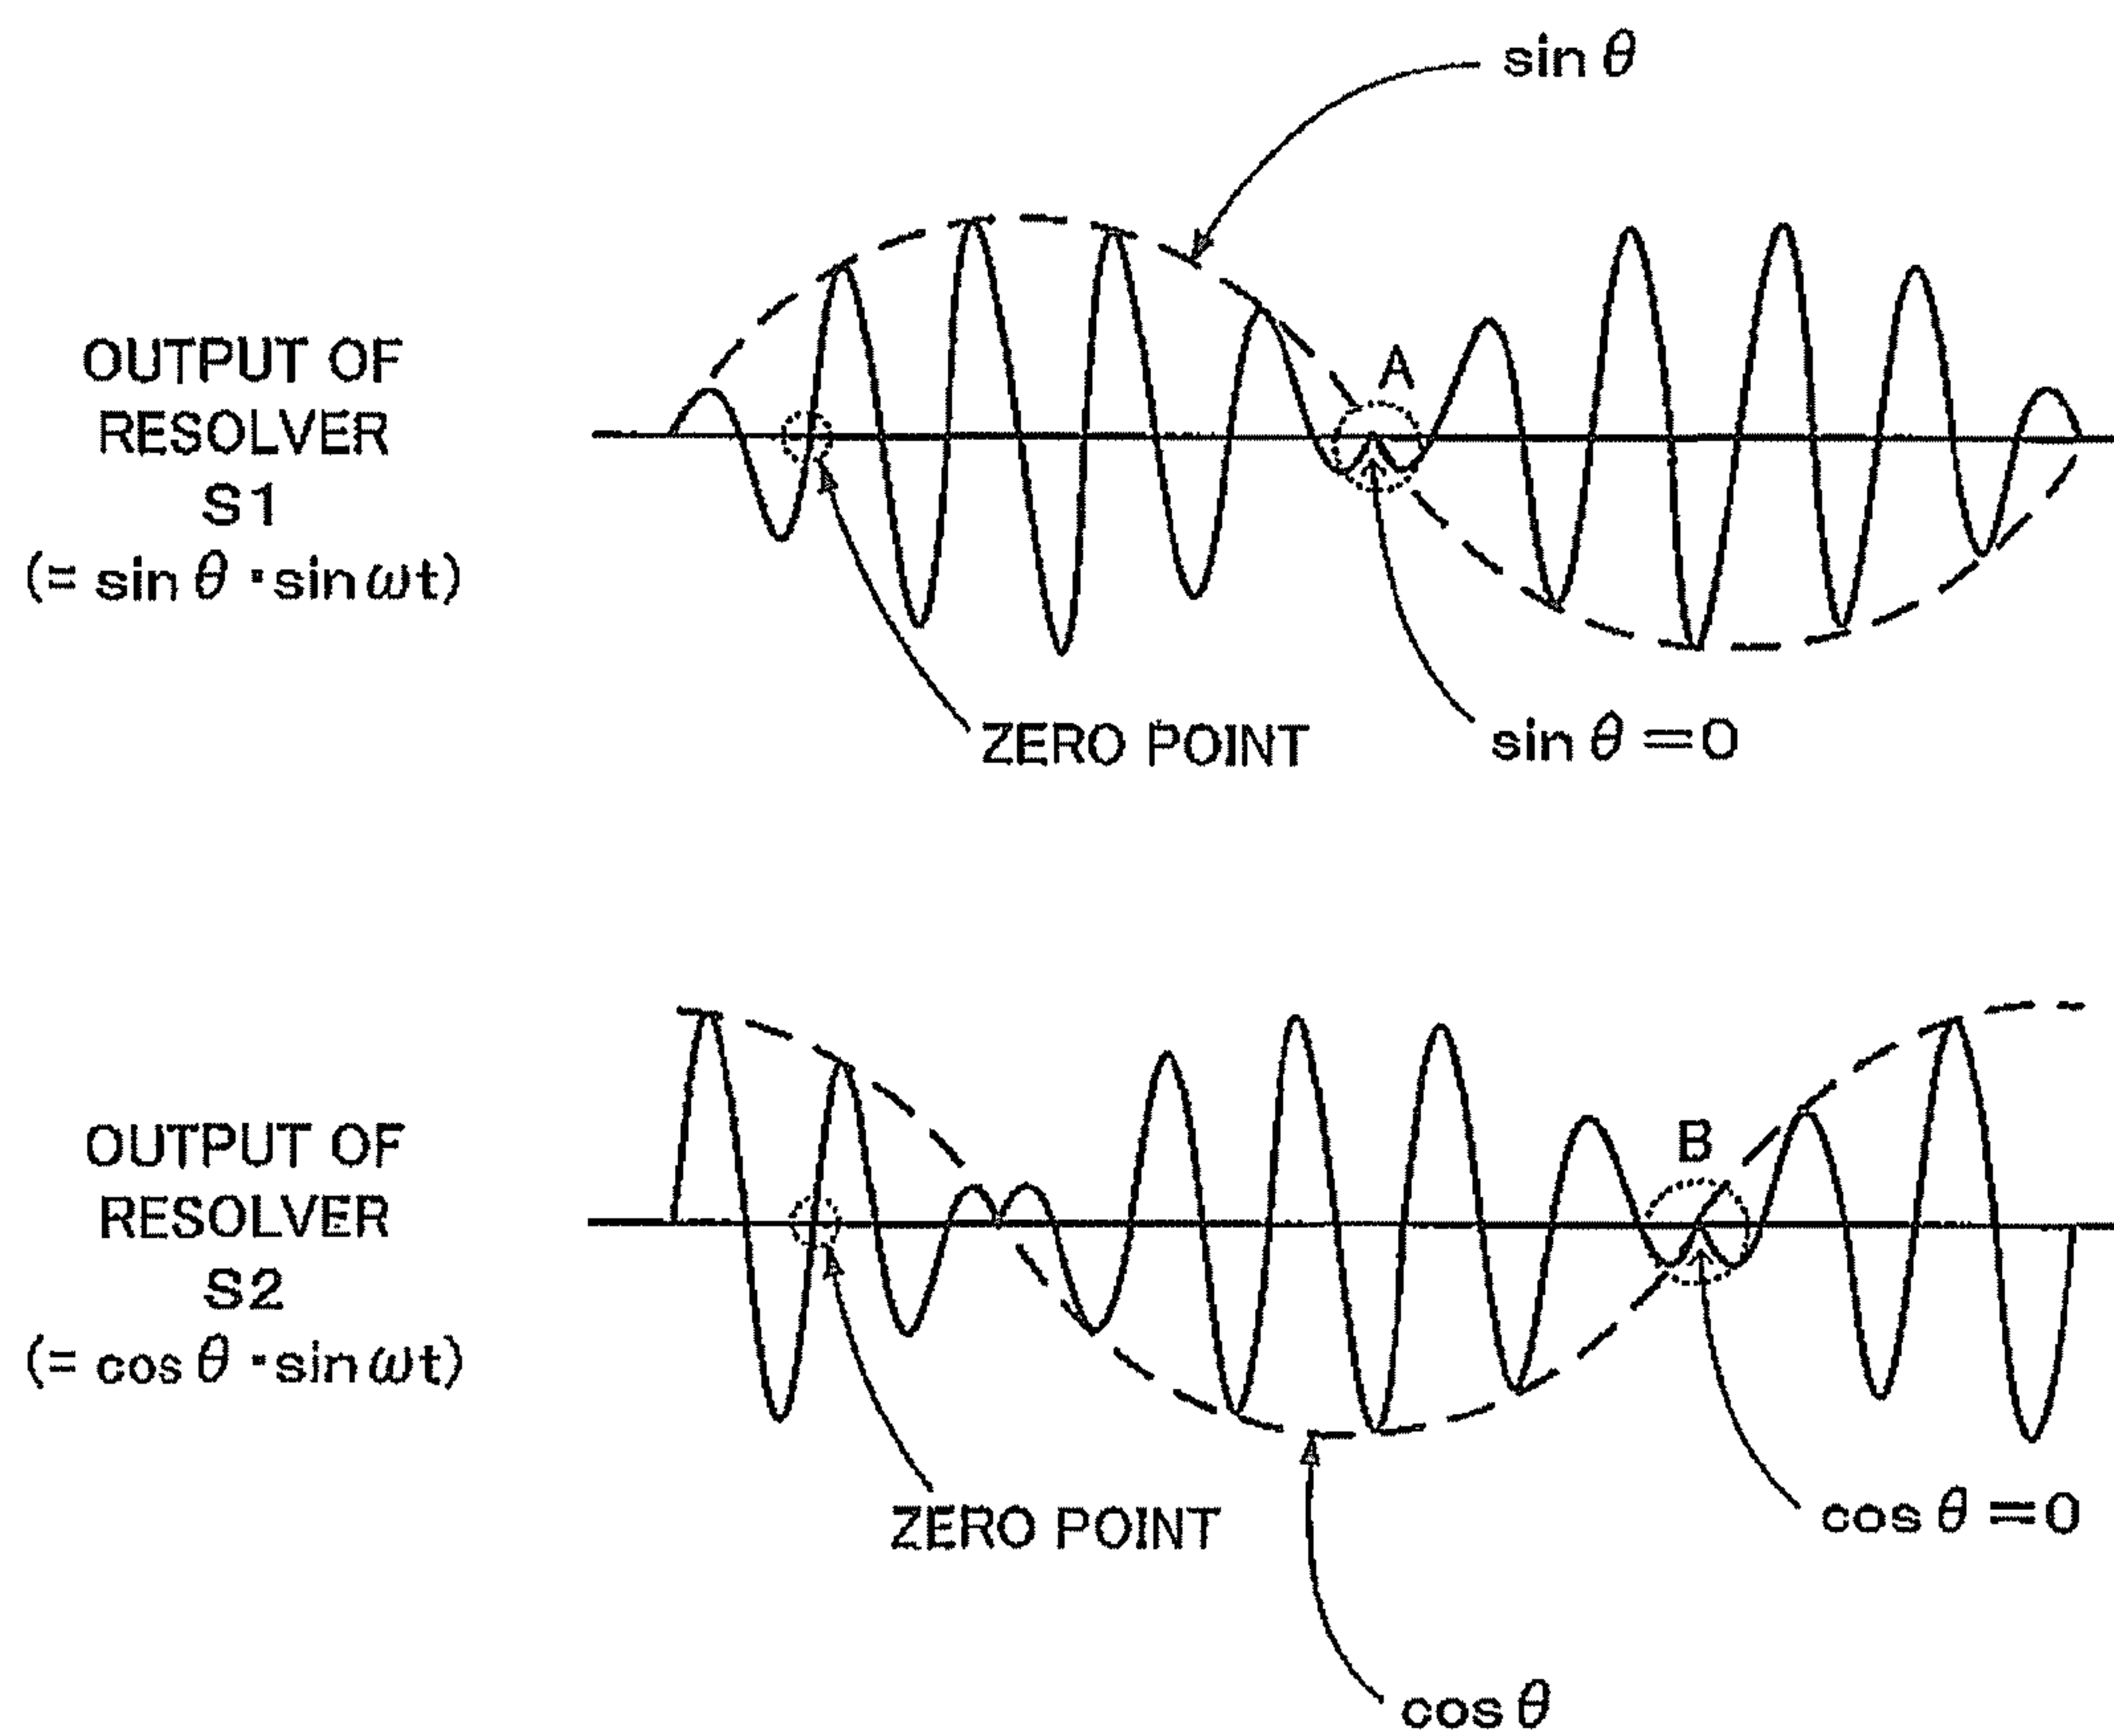 sin θ
A
OUTPUT OF
RESOLVER
S1
(= sin θ ・sin ωt)
ZERO POINT
sin θ =0
B
OUTPUT OF
RESOLVER
S2
(= cos θ ・sin ωt)
ZERO POINT
cos θ =0
cos θ